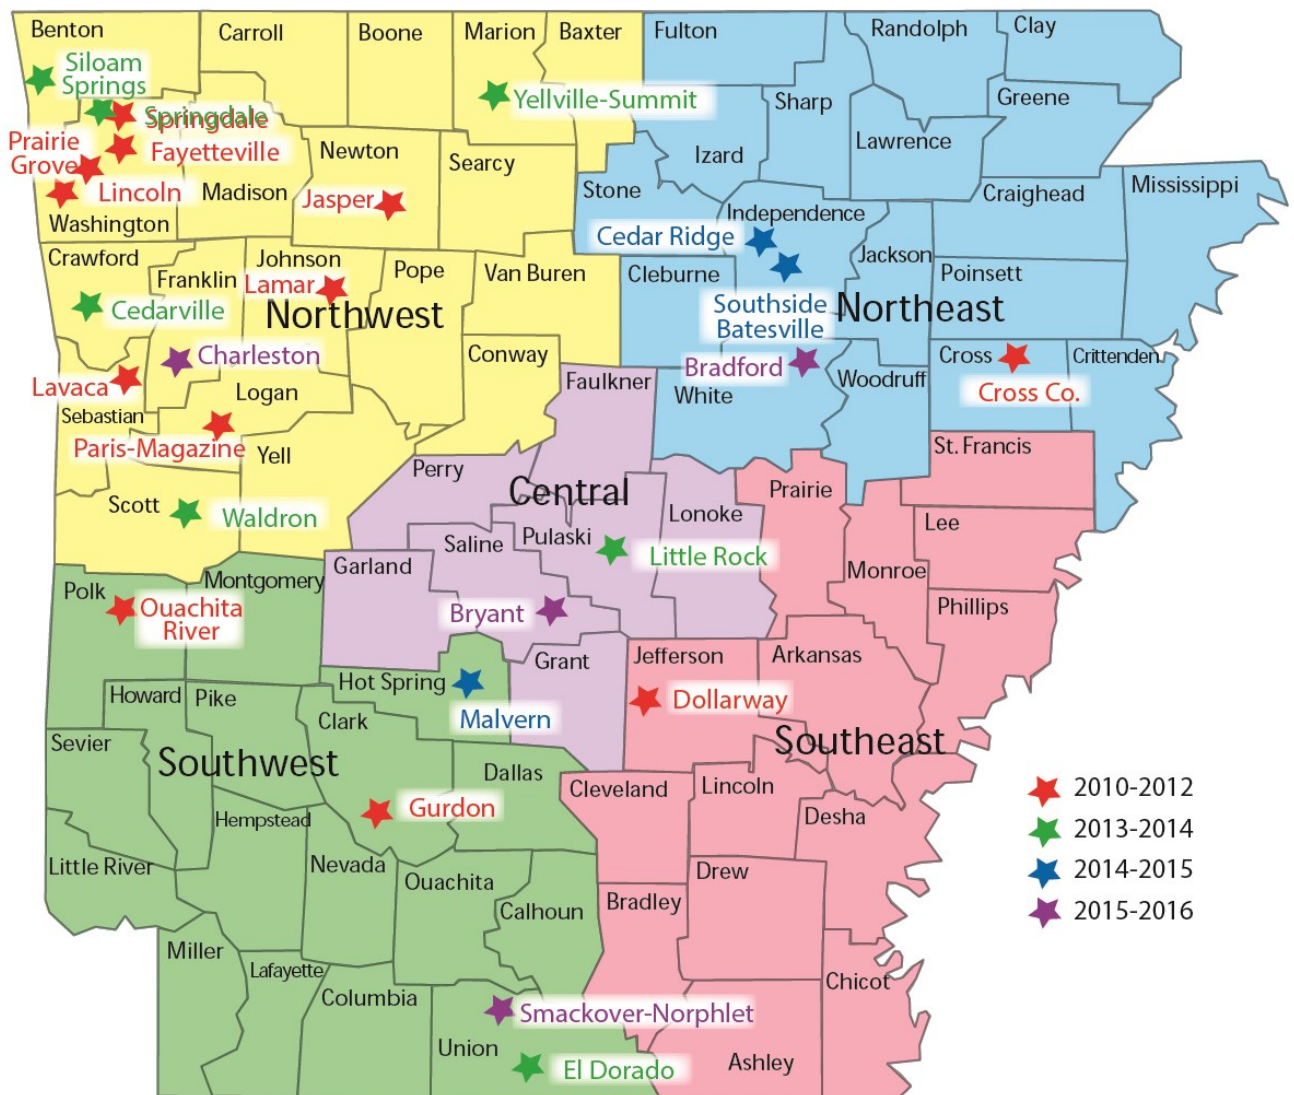 Benton
Carroll
Boone
Marion
Baxter
Fulton
Randolph
Clay
Siloam
Springs
Yellville-Summit
Sharp
Greene
Springdale
Springdale
Prairie
Grove
Fayetteville
Newton
Searcy
Izard
Lawrence
Lincoln
Madison
Jasper
Stone
Craighead
Mississippi
Washington
Independence
Cedar Ridge
Crawford
Franklin
Johnson
Lamar
Pope
Van Buren
Cleburne
Jackson
Poinsett
Cedarville
Northwest
Southside
Batesville
Northeast
Charleston
Conway
Bradford
Cross
Crittenden
Lavaca
Logan
Faulkner
White
Woodruff
Cross Co.
Sebastian
Paris-Magazine
Yell
Perry
St. Francis
Scott
Waldron
Central
Lonoke
Prairie
Lee
Saline
Pulaski
Little Rock
Garland
Monroe
Polk
Montgomery
Ouachita
River
Bryant
Phillips
Grant
Jefferson
Arkansas
Howard
Pike
Hot Spring
Malvern
Dollarway
Clark
Sevier
Southwest
Southeast
Dallas
Cleveland
Lincoln
2010-2012
Gurdon
Hempstead
Desha
2013-2014
Little River
Nevada
Ouachita
Drew
2014-2015
Calhoun
Bradley
2015-2016
Miller
Lafayette
Columbia
Chicot
Smackover-Norphlet
Union
El Dorado
Ashley